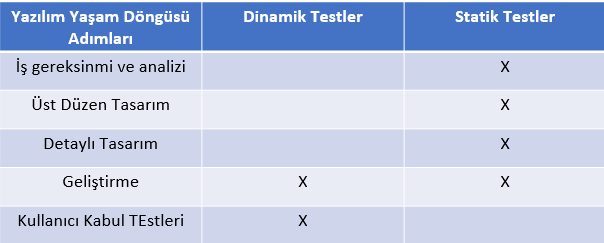 Yazılım Yaşam Döngüsü Adımları Dinamik Testler Statik Testler
İş gereksinmi ve analizi X
Üst Düzen Tasarım X
Detaylı Tasarım X
Geliştirme X X
Kullanıcı Kabul TEstleri X